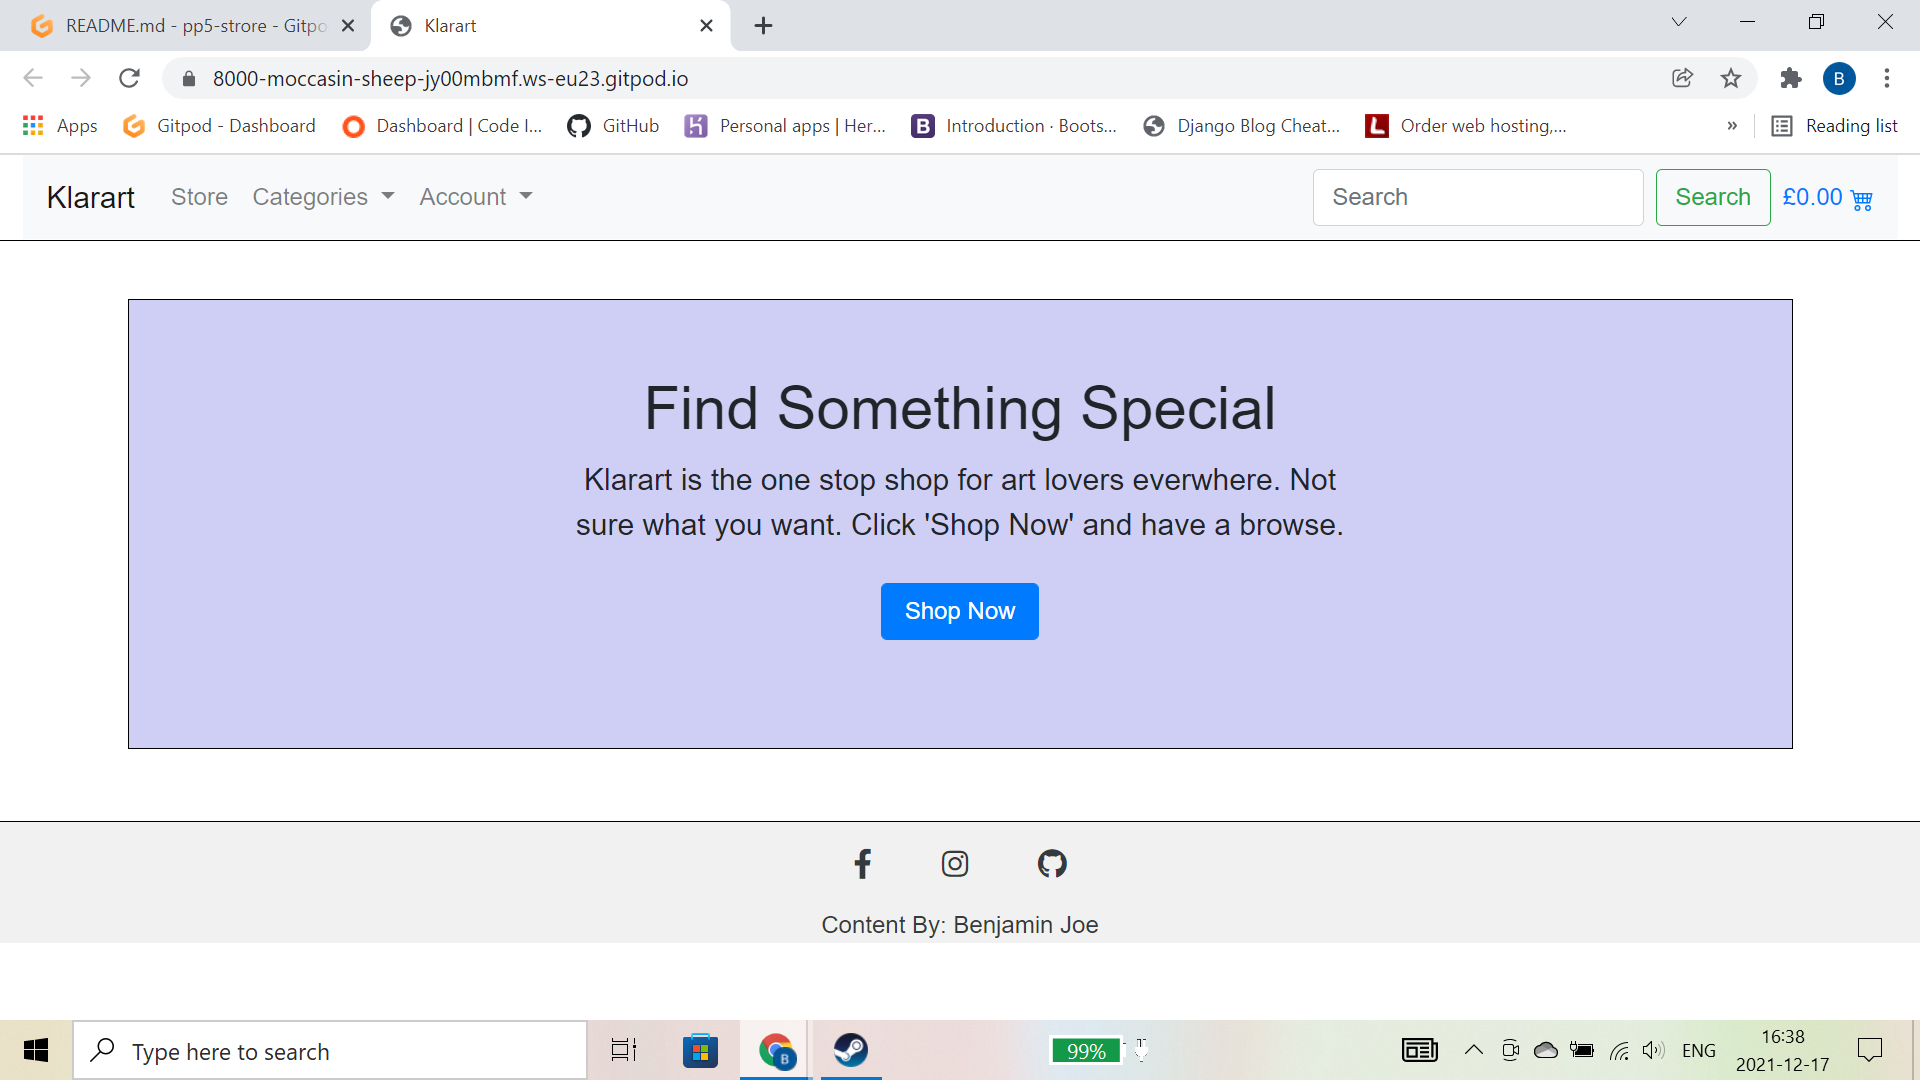 README.md - pp5-strore - Gitpo
Klarart
8000-moccasin-sheep-jy00mbmf.ws-eu23.gitpod.io
B
Apps
Gitpod - Dashboard
Dashboard | Code I...
GitHub
Personal apps | Her...
B
Introduction · Boots...
Django Blog Cheat...
L
Order web hosting,...
»
Reading list
Klarart
Store
Categories
Account
Search
Search
£0.00
Find Something Special
Klarart is the one stop shop for art lovers everwhere. Not
sure what you want. Click 'Shop Now' and have a browse.
Shop Now
Content By: Benjamin Joe
Type here to search
B
99%
ENG
16:38
2021-12-17